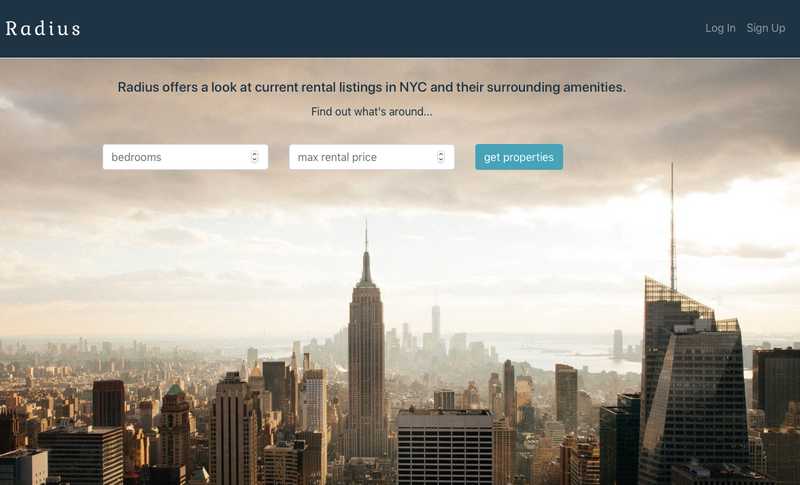 Radius
Log In Sign Up
Radius offers a look at current rental listings in NYC and their surrounding amenities.
Find out what's around...
bedrooms max rental price get properties